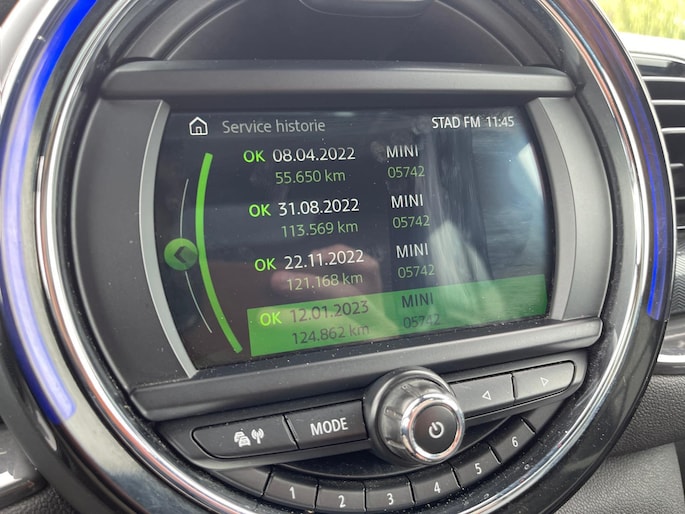 Service historie STAD FM 11:45
OK 08.04.2022 MINI
55.650 km 05742
OK 31.08.2022 MINI
113.569 km 05742
OK 22.11.2022 MINI
121.168 km 05742
OK 12.01.2023 MINI
124.862 km 05742
MODE
1 2 3 4 5 6